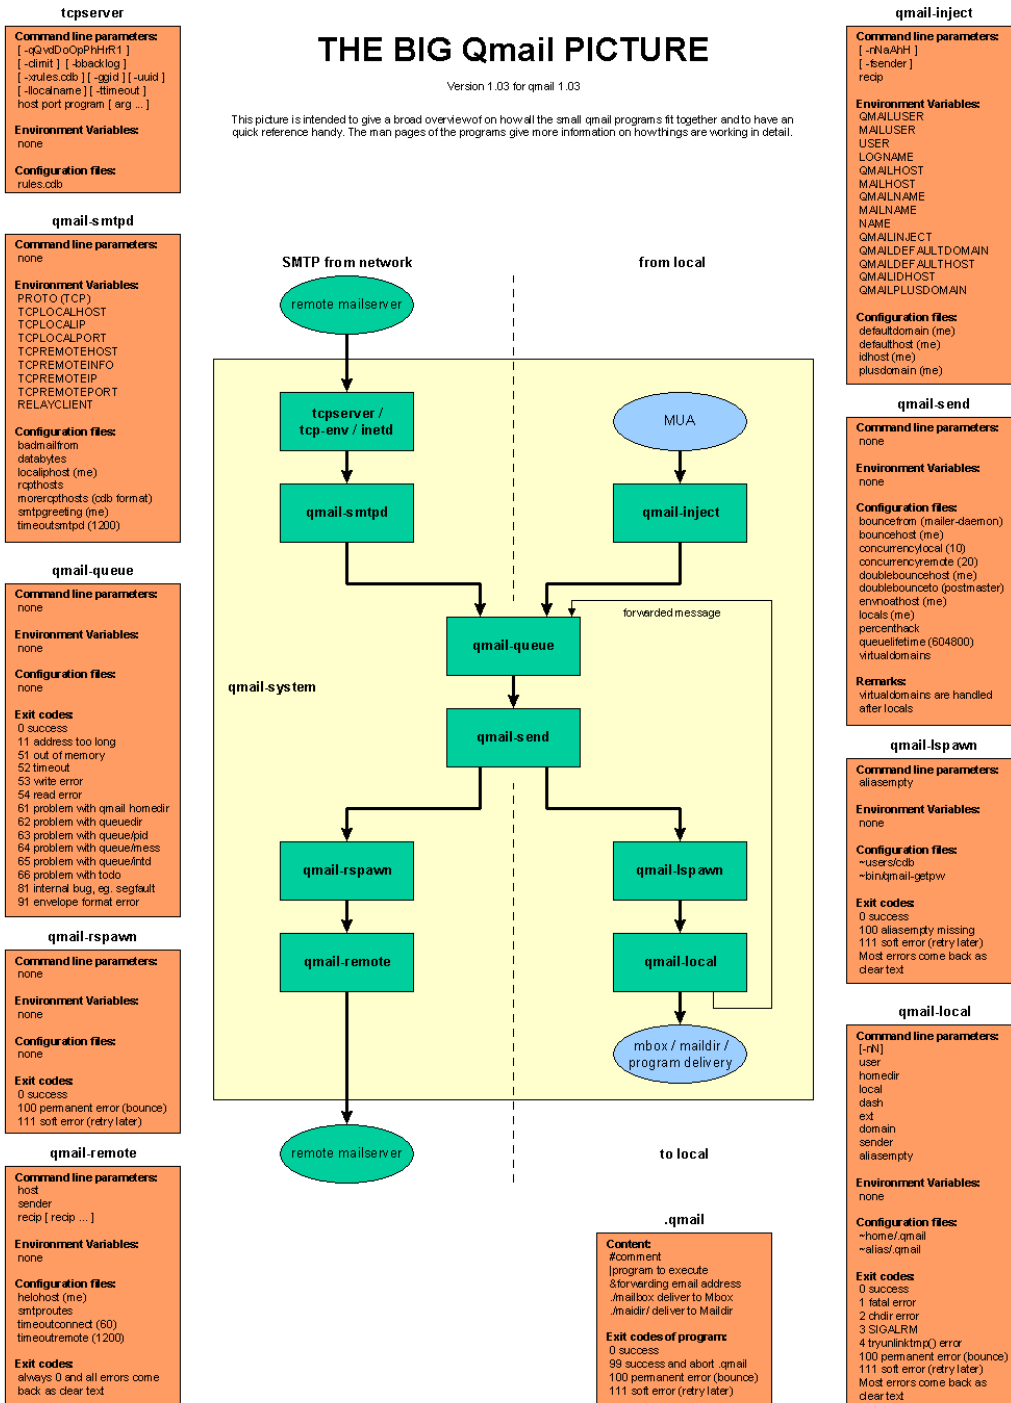 tcpserver
Command line parameters:
[ -qQvdDoOpPhHrR1 ]
[ -climit ] [ -bbacklog ]
[ -xrules.cdb ] [ -ggid ] [ -uuid ]
[ -llocalname ] [ -ttimeout ]
host port program [ arg ... ]
Environment Variables:
none
Configuration files:
rules.cdb
qmail-smtpd
Command line parameters:
none
Environment Variables:
PROTO (TCP)
TCPLOCALHOST
TCPLOCALIP
TCPLOCALPORT
TCPREMOTEHOST
TCPREMOTEINFO
TCPREMOTEIP
TCPREMOTEPORT
RELAYCLIENT
Configuration files:
badmailfrom
databytes
localiphost (me)
rcpthosts
morercpthosts (cdb format)
smtpgreeting (me)
timeoutsmtpd (1200)
qmail-queue
Command line parameters:
none
Environment Variables:
none
Configuration files:
none
Exit codes:
0 success
11 address too long
51 out of memory
52 timeout
53 write error
54 read error
61 problem with qmail homedir
62 problem with queuedir
63 problem with queue/pid
64 problem with queue/mess
65 problem with queue/intd
66 problem with todo
81 internal bug, eg. segfault
91 envelope format error
qmail-rspawn
Command line parameters:
none
Environment Variables:
none
Configuration files:
none
Exit codes:
0 success
100 permanent error (bounce)
111 soft error (retry later)
qmail-remote
Command line parameters:
host
sender
recip [ recip ... ]
Environment Variables:
none
Configuration files:
helohost (me)
smtproutes
timeoutconnect (60)
timeoutremote (1200)
Exit codes:
always 0 and all errors come
back as clear text
THE BIG Qmail PICTURE
Version 1.03 for qmail 1.03
This picture is intended to give a broad overview of on how all the small qmail programs fit together and to have an
quick reference handy. The man pages of the programs give more information on how things are working in detail.
SMTP from network
from local
remote mailserver
tcpserver /
tcp-env / inetd
MUA
qmail-smtpd
qmail-inject
forwarded message
qmail-queue
qmail-system
qmail-send
qmail-rspawn
qmail-lspawn
qmail-remote
qmail-local
mbox / maildir /
program delivery
remote mailserver
to local
.qmail
Content:
#comment
|program to execute
&forwarding email address
./mailbox deliver to Mbox
./maidir/ deliver to Maildir
Exit codes of program:
0 success
99 success and abort .qmail
100 permanent error (bounce)
111 soft error (retry later)
qmail-inject
Command line parameters:
[ -nNaAhH ]
[ -fsender ]
recip
Environment Variables:
QMAILUSER
MAILUSER
USER
LOGNAME
QMAILHOST
MAILHOST
QMAILNAME
MAILNAME
NAME
QMAILINJECT
QMAILDEFAULTDOMAIN
QMAILDEFAULTHOST
QMAILIDHOST
QMAILPLUSDOMAIN
Configuration files:
defaultdomain (me)
defaulthost (me)
idhost (me)
plusdomain (me)
qmail-send
Command line parameters:
none
Environment Variables:
none
Configuration files:
bouncefrom (mailer-daemon)
bouncehost (me)
concurrencylocal (10)
concurrencyremote (20)
doublebouncehost (me)
doublebounceto (postmaster)
envnoathost (me)
locals (me)
percenthack
queuelifetime (604800)
virtualdomains
Remarks:
virtualdomains are handled
after locals
qmail-lspawn
Command line parameters:
aliasempty
Environment Variables:
none
Configuration files:
~users/cdb
~bin/qmail-getpw
Exit codes:
0 success
100 aliasempty missing
111 soft error (retry later)
Most errors come back as
clear text
qmail-local
Command line parameters:
[-nN]
user
homedir
local
dash
ext
domain
sender
aliasempty
Environment Variables:
none
Configuration files:
~home/.qmail
~alias/.qmail
Exit codes:
0 success
1 fatal error
2 chdir error
3 SIGALRM
4 tryunlinktmp() error
100 permanent error (bounce)
111 soft error (retry later)
Most errors come back as
clear text